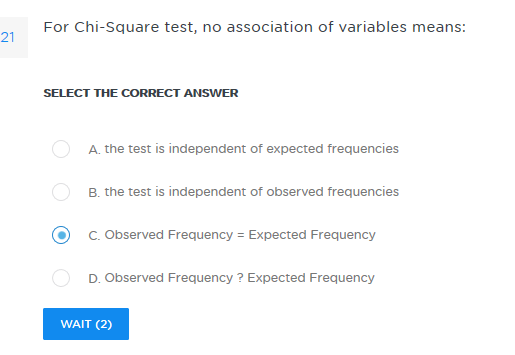 21
For Chi-Square test, no association of variables means:
SELECT THE CORRECT ANSWER
A. the test is independent of expected frequencies
B. the test is independent of observed frequencies
C. Observed Frequency = Expected Frequency
D. Observed Frequency ? Expected Frequency
WAIT (2)